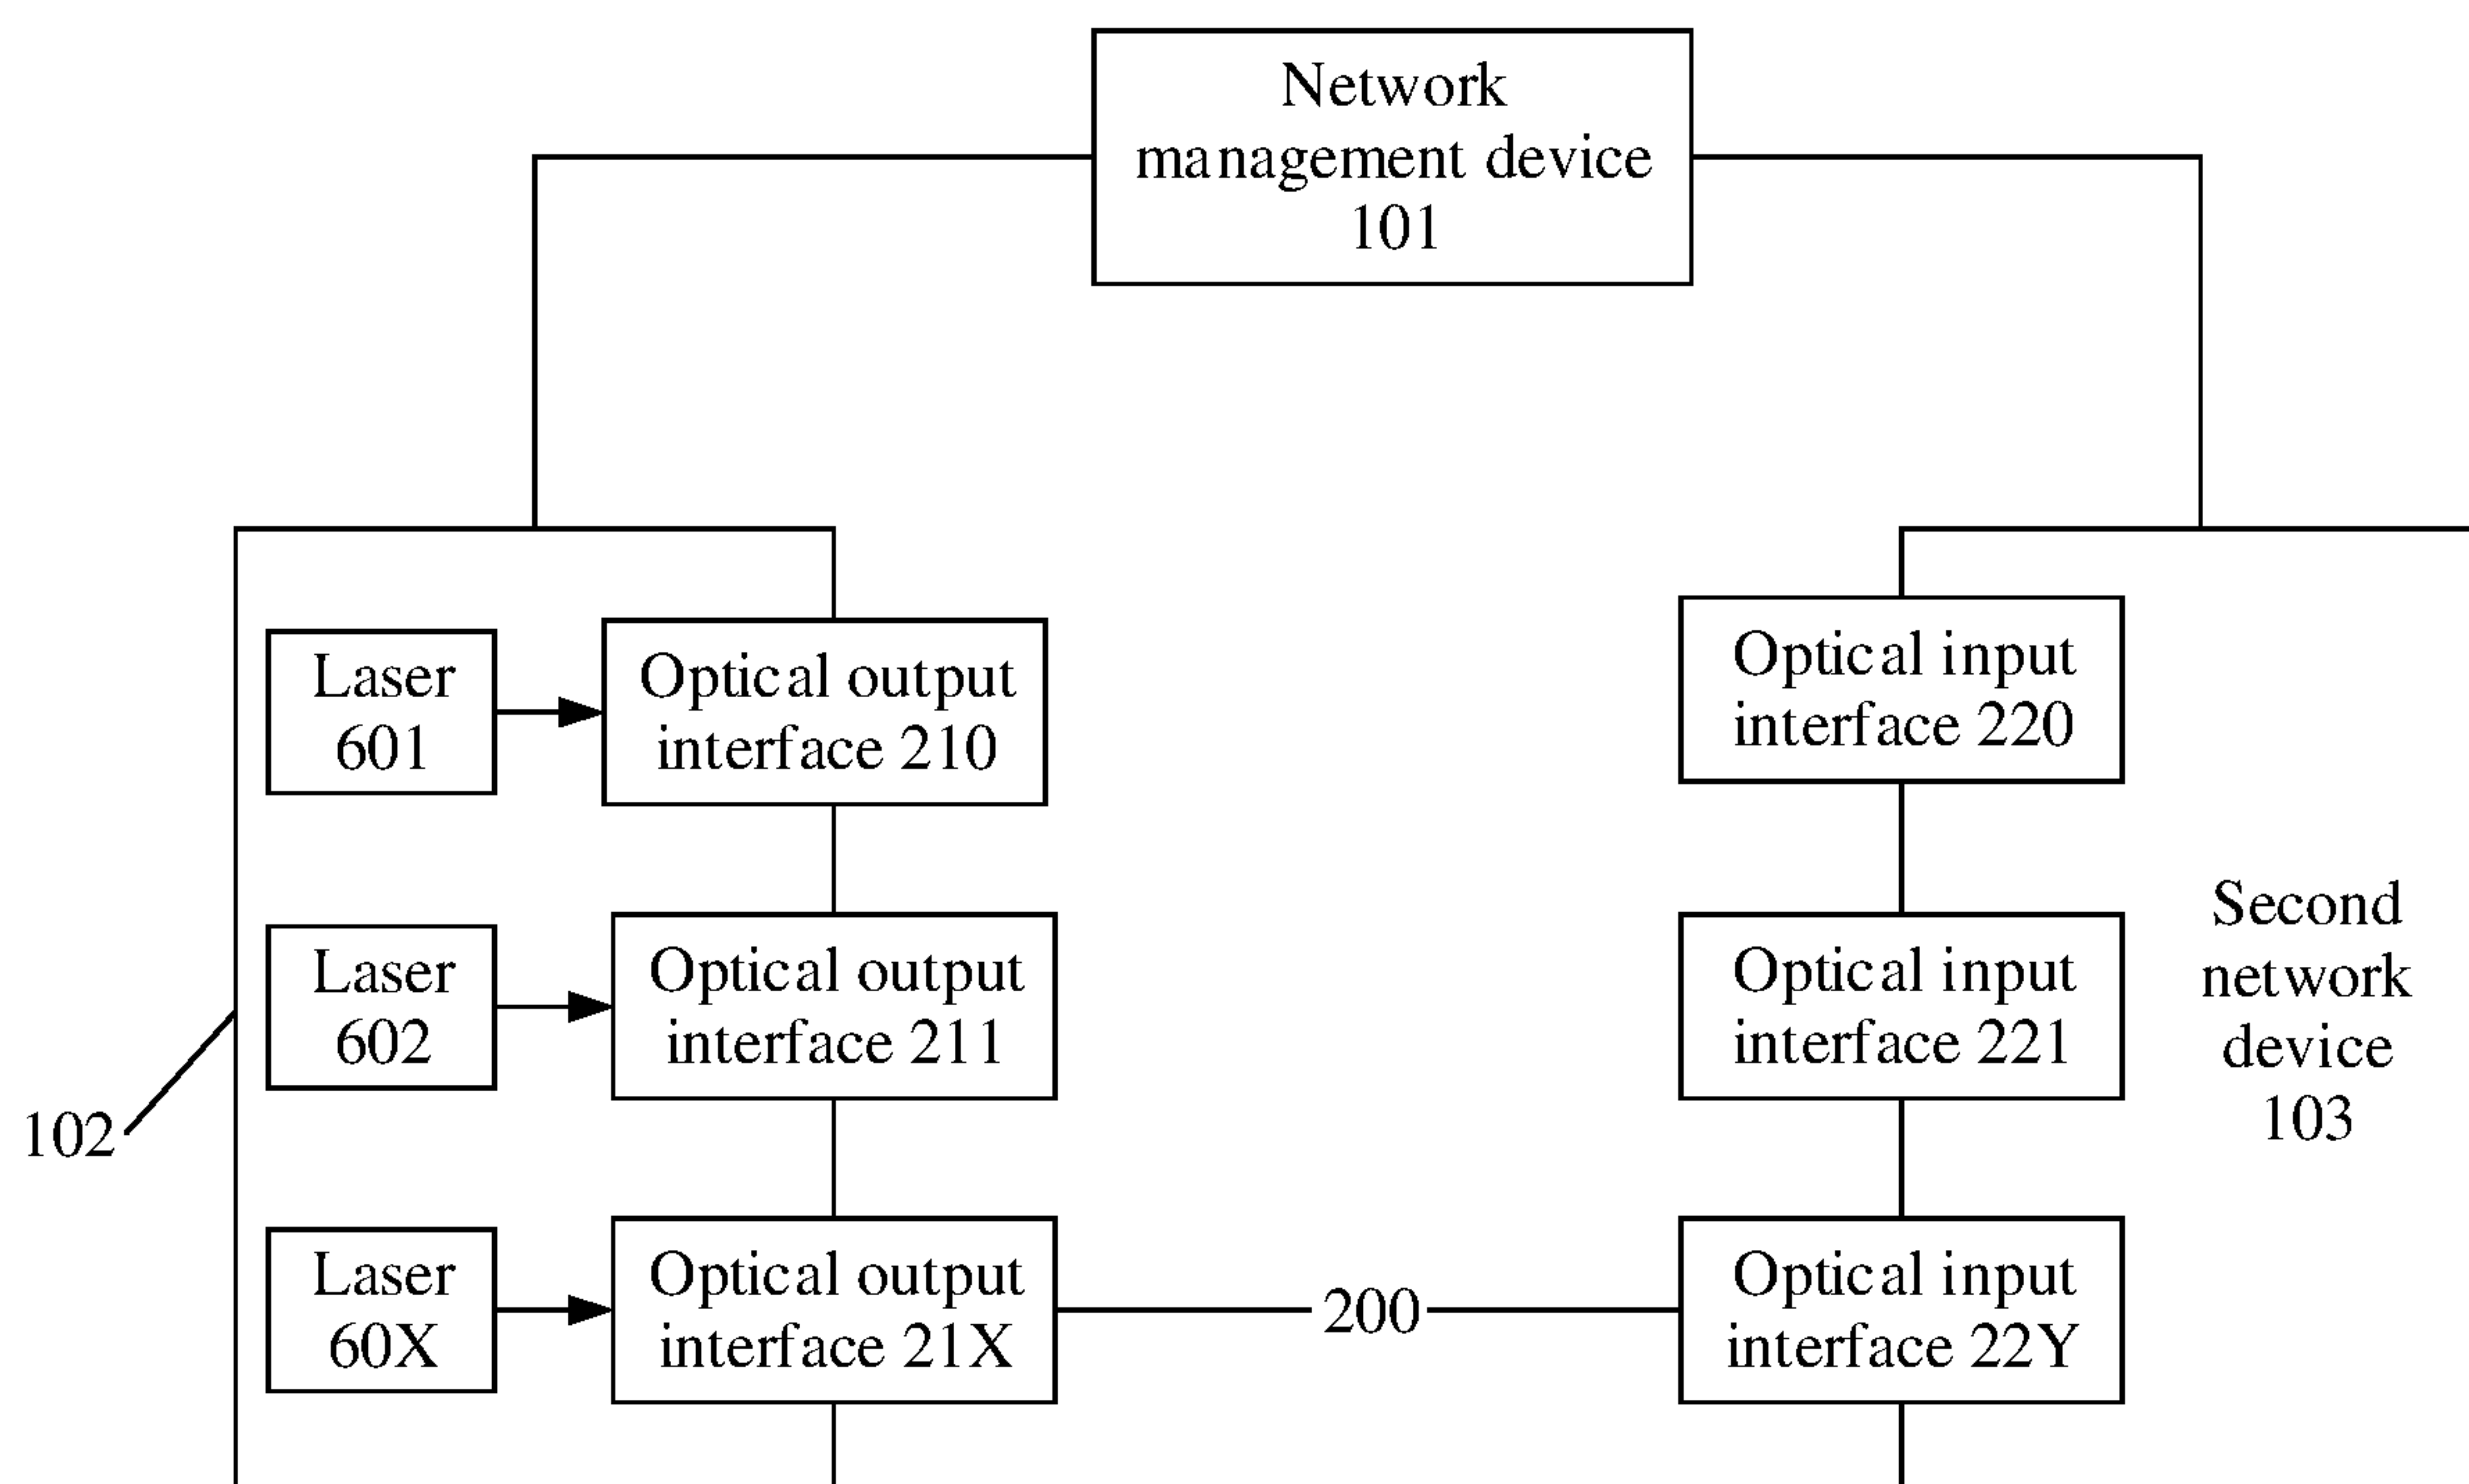 Network
management device
101
Laser
601
Optical output
interface 210
Optical input
interface 220
Laser
602
Optical output
interface 211
Optical input
interface 221
Second
network
device
103
102
Laser
60X
Optical output
interface 21X
200
Optical input
interface 22Y